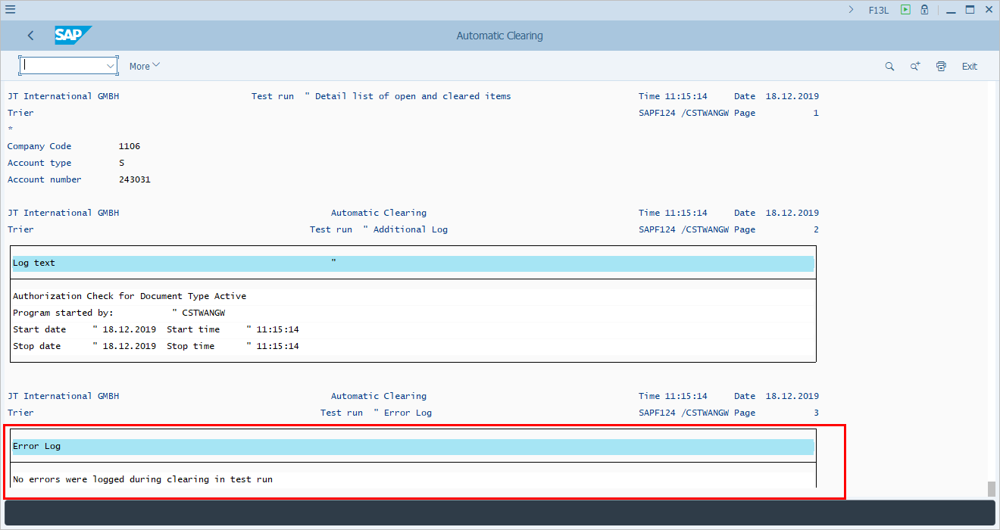 F13L
SAP
Automatic Clearing
More
Exit
JT International GMBH Test run " Detail list of open and cleared items Time 11:15:14 Date 18.12.2019
Trier SAPF124 /CSTWANGW Page 1
*
Company Code 1106
Account type S
Account number 243031
JT International GMBH Automatic Clearing Time 11:15:14 Date 18.12.2019
Trier Test run " Additional Log SAPF124 /CSTWANGW Page 2
Log text "
Authorization Check for Document Type Active
Program started by: " CSTWANGW
Start date " 18.12.2019 Start time " 11:15:14
Stop date " 18.12.2019 Stop time " 11:15:14
JT International GMBH Automatic Clearing Time 11:15:14 Date 18.12.2019
Trier Test run " Error Log SAPF124 /CSTWANGW Page 3
Error Log
No errors were logged during clearing in test run